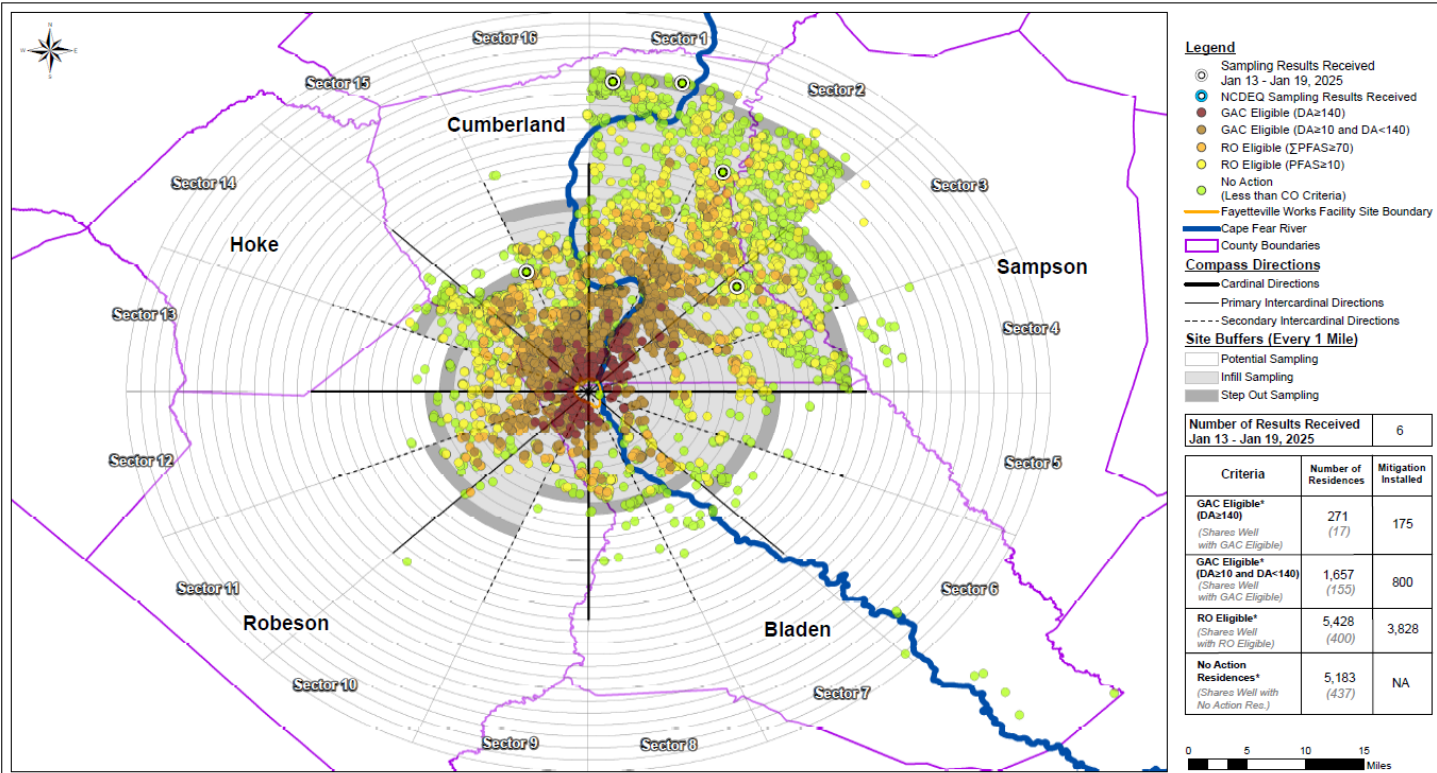 N
W
E
S
Sector 16
Sector 1
Sector 15
Sector 2
Cumberland
Sector 14
Sector 3
Hoke
Sampson
Sector 13
Sector 4
Sector 12
Sector 5
Sector 11
Sector 6
Robeson
Bladen
Sector 10
Sector 7
Sector 9
Sector 8
Legend
Sampling Results Received
Jan 13 - Jan 19, 2025
NCDEQ Sampling Results Received
GAC Eligible (DA≥140)
GAC Eligible (DA≥10 and DA<140)
RO Eligible (∑PFAS≥70)
RO Eligible (PFAS≥10)
No Action
(Less than CO Criteria)
Fayetteville Works Facility Site Boundary
Cape Fear River
County Boundaries
Compass Directions
Cardinal Directions
Primary Intercardinal Directions
Secondary Intercardinal Directions
Site Buffers (Every 1 Mile)
Potential Sampling
Infill Sampling
Step Out Sampling
Number of Results Received
Jan 13 - Jan 19, 2025
6
Criteria
Number of
Residences
Mitigation
Installed
GAC Eligible*
(DA≥140)
(Shares Well
with GAC Eligible)
271
(17)
175
GAC Eligible*
(DA≥10 and DA<140)
(Shares Well
with GAC Eligible)
1,657
(155)
800
RO Eligible*
(Shares Well
with RO Eligible)
5,428
(400)
3,828
No Action
Residences*
(Shares Well with
No Action Res.)
5,183
(437)
NA
0 5 10 15
Miles